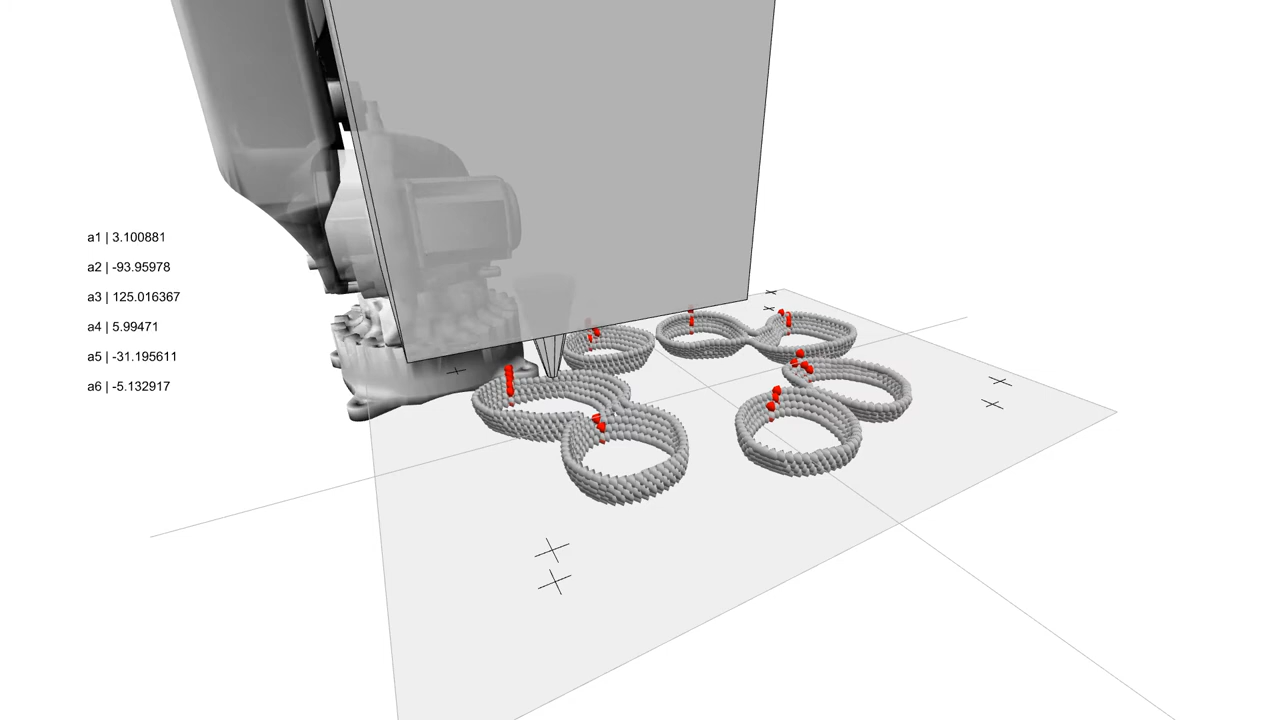 a1 | 3.100881
a2 | -93.95978
a3 | 125.016367
a4 | 5.99471
a5 | -31.195611
a6 | -5.132917